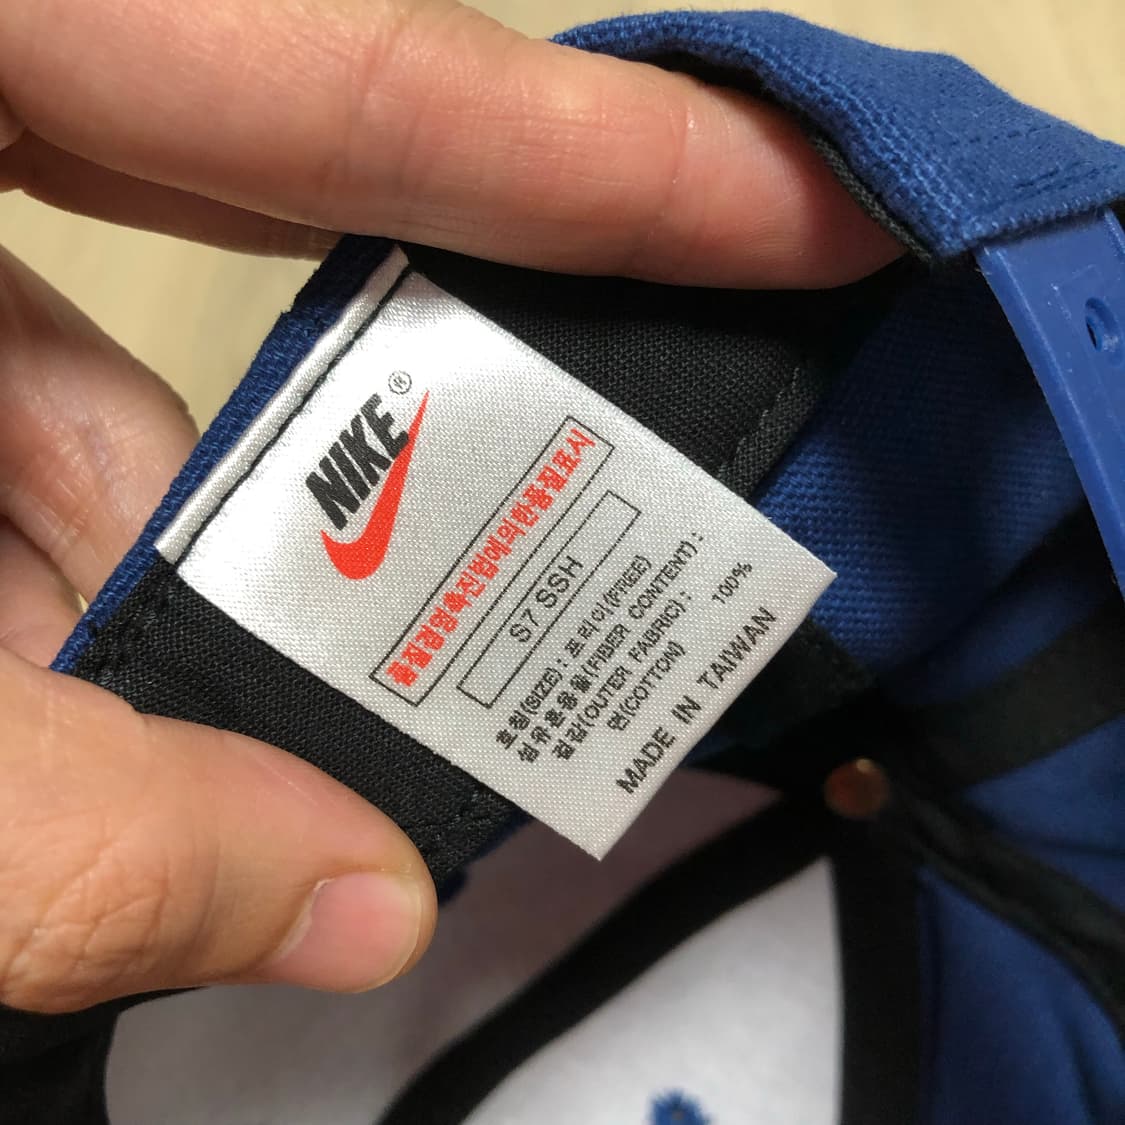 NIKE®
품질경영촉진법에의한품질표시
S7 SSH
호칭(SIZE) : 프리이(FREE)
섬유혼용율(FIBER CONTENT) :
겉감(OUTER FABRIC) :
면(COTTON) 100%
MADE IN TAIWAN